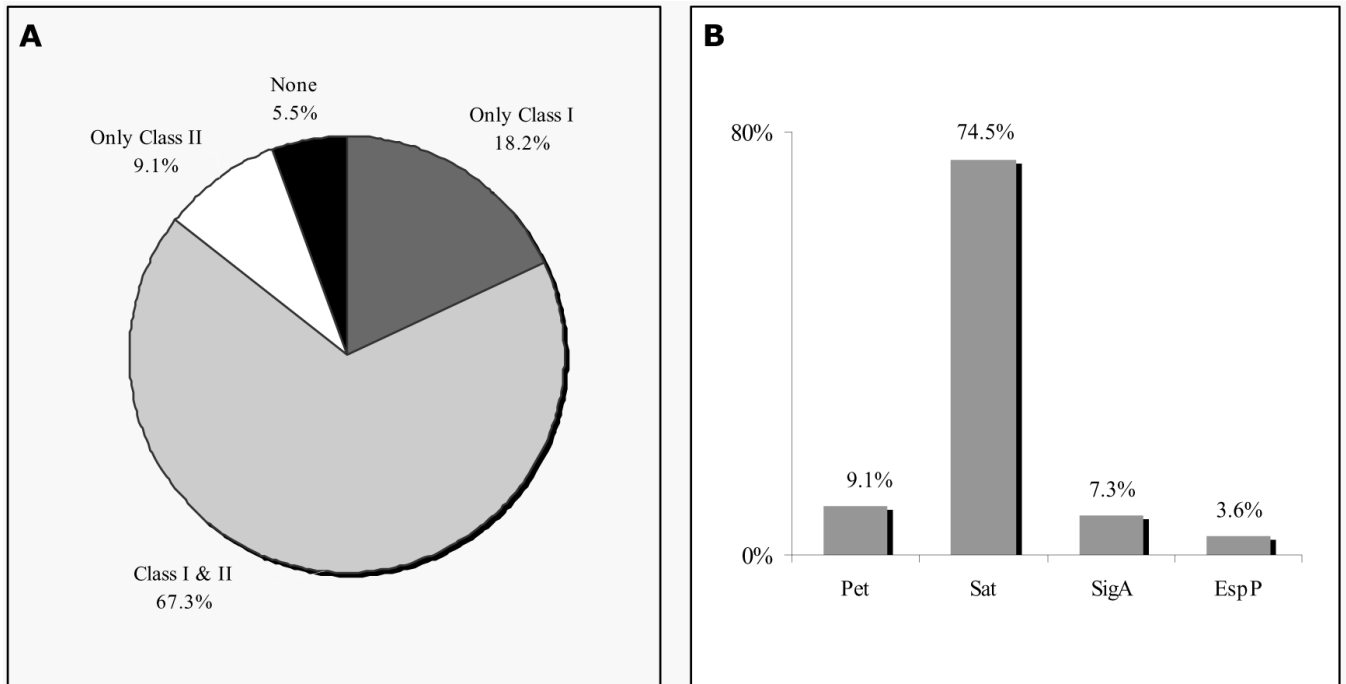 A
None
5.5%
Only Class I
18.2%
Only Class II
9.1%
Class I & II
67.3%
B
80%
74.5%
9.1%
7.3%
3.6%
0%
Pet
Sat
SigA
EspP